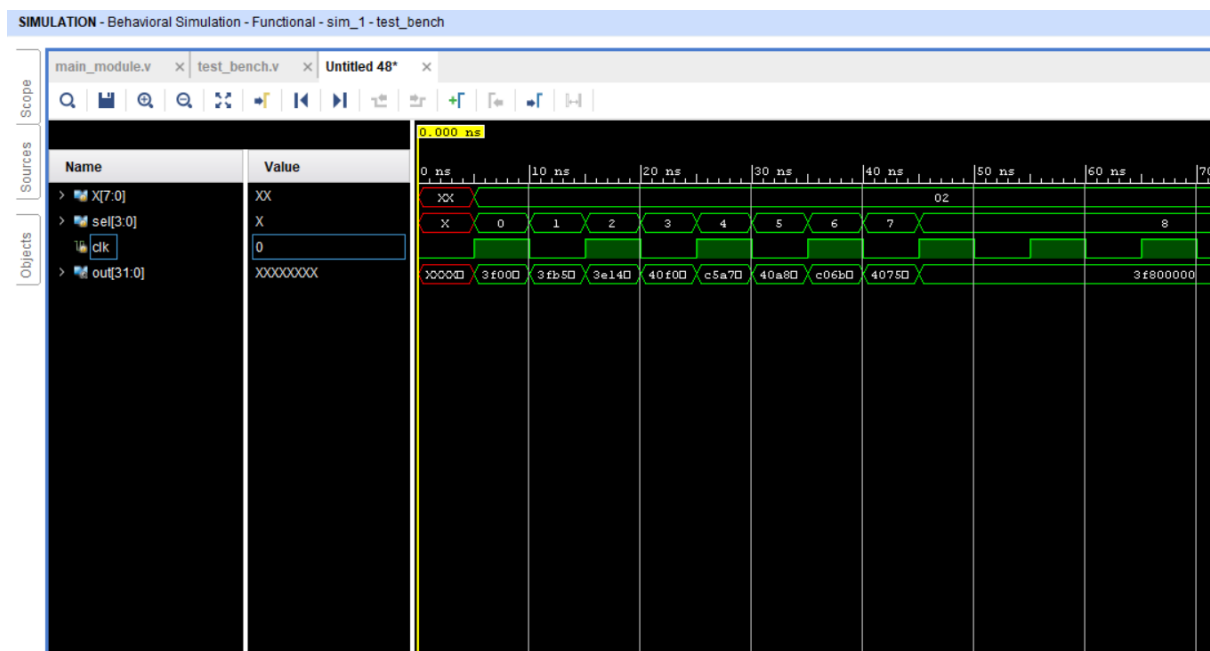 SIMULATION - Behavioral Simulation - Functional - sim_1 - test_bench
main_module.v × test_bench.v × Untitled 48* ×
Scope
Sources
Objects
0.000 ns
Name Value
0 ns 10 ns 20 ns 30 ns 40 ns 50 ns 60 ns 70
> X[7:0] XX XX 02
> sel[3:0] X X 0 1 2 3 4 5 6 7 8
clk 0
> out[31:0] XXXXXXXX XXXX 3f00 3fb5 3e14 40f0 c5a7 40a8 c06b 4075 3f800000